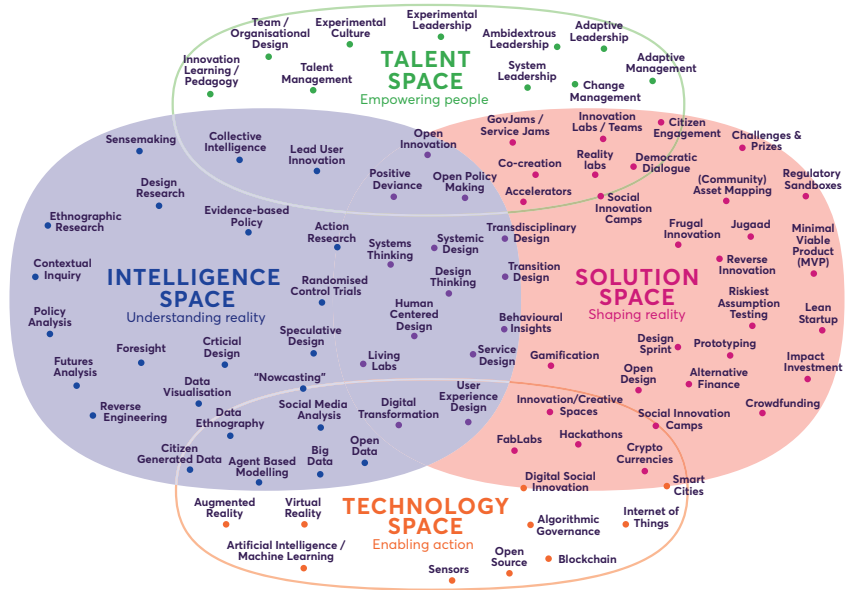 Experimental
Leadership
Team /
Organisational
Design
Experimental
Culture
Ambidextrous
Leadership
Adaptive
Leadership
Innovation
Learning /
Pedagogy
Talent
Management
TALENT
SPACE
Empowering people
System
Leadership
Adaptive
Management
Change
Management
Sensemaking
Collective
Intelligence
Lead User
Innovation
Open
Innovation
GovJams /
Service Jams
Innovation
Labs / Teams
Citizen
Engagement
Challenges &
Prizes
Positive
Deviance
Open Policy
Making
Co-creation
Reality
labs
Democratic
Dialogue
Accelerators
(Community)
Asset Mapping
Regulatory
Sandboxes
Design
Research
Social
Innovation
Camps
Ethnographic
Research
Evidence-based
Policy
Action
Research
Systems
Thinking
Systemic
Design
Transdisciplinary
Design
Frugal
Innovation
Jugaad
Minimal
Viable
Product
(MVP)
Contextual
Inquiry
INTELLIGENCE
SPACE
Understanding reality
Randomised
Control Trials
Design
Thinking
Transition
Design
SOLUTION
SPACE
Shaping reality
Reverse
Innovation
Riskiest
Assumption
Testing
Policy
Analysis
Human
Centered
Design
Behavioural
Insights
Lean
Startup
Foresight
Crticial
Design
Speculative
Design
Living
Labs
Service
Design
Gamification
Design
Sprint
Prototyping
Futures
Analysis
Open
Design
Alternative
Finance
Impact
Investment
"Nowcasting"
Data
Visualisation
Reverse
Engineering
Data
Ethnography
Social Media
Analysis
Digital
Transformation
User
Experience
Design
Innovation/Creative
Spaces
Social Innovation
Camps
Crowdfunding
Citizen
Generated Data
Agent Based
Modelling
Big
Data
Open
Data
FabLabs
Hackathons
Crypto
Currencies
Digital Social
Innovation
Smart
Cities
Augmented
Reality
Virtual
Reality
TECHNOLOGY
SPACE
Enabling action
Algorithmic
Governance
Internet of
Things
Artificial Intelligence /
Machine Learning
Sensors
Open
Source
Blockchain